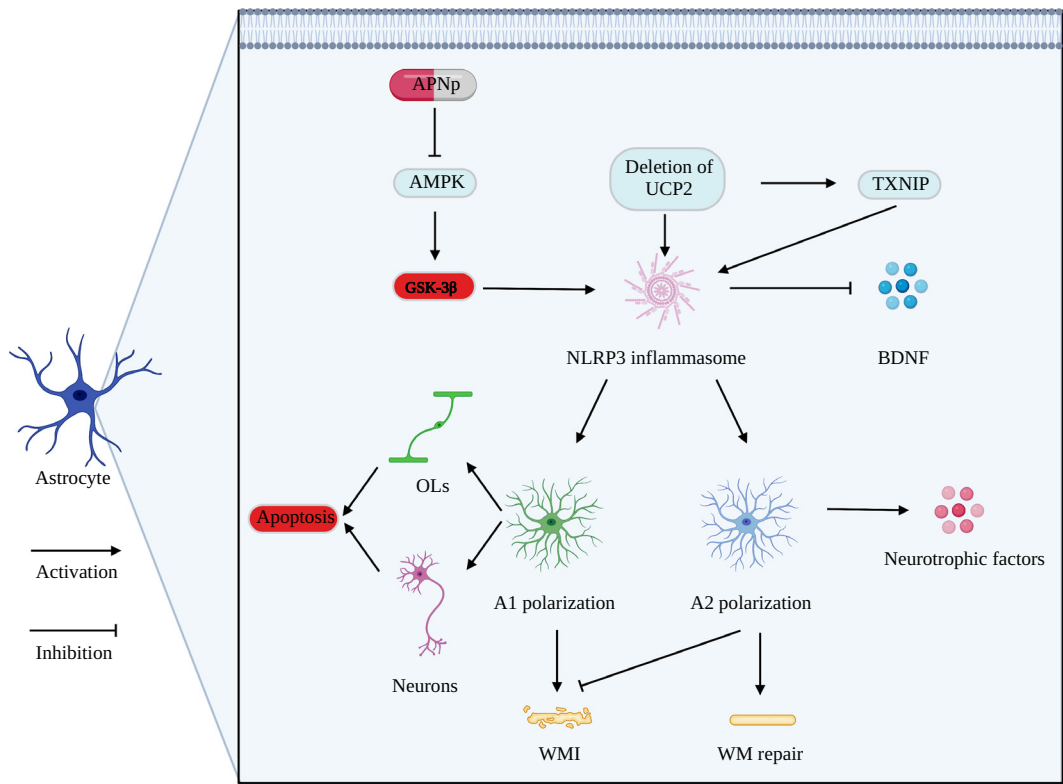 APNp
AMPK
Deletion of
UCP2
TXNIP
GSK-3β
NLRP3 inflammasome
BDNF
Astrocyte
OLs
Apoptosis
Activation
Neurotrophic factors
A1 polarization
A2 polarization
Inhibition
Neurons
WMI
WM repair